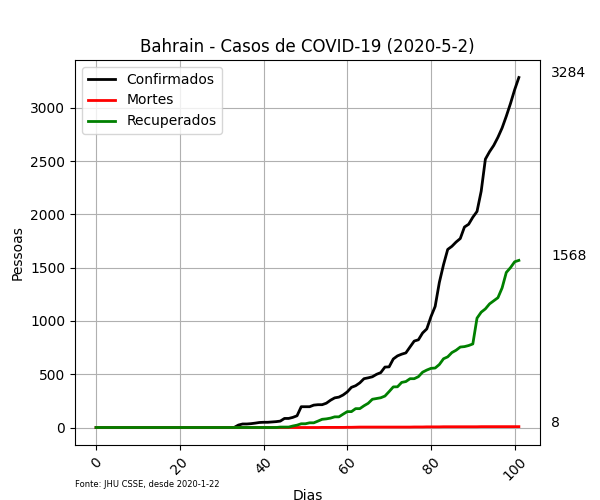 Bahrain - Casos de COVID-19 (2020-5-2)
Confirmados
Mortes
Recuperados
3284
1568
8
Pessoas
3000
2500
2000
1500
1000
500
0
0
20
40
60
80
100
Fonte: JHU CSSE, desde 2020-1-22
Dias